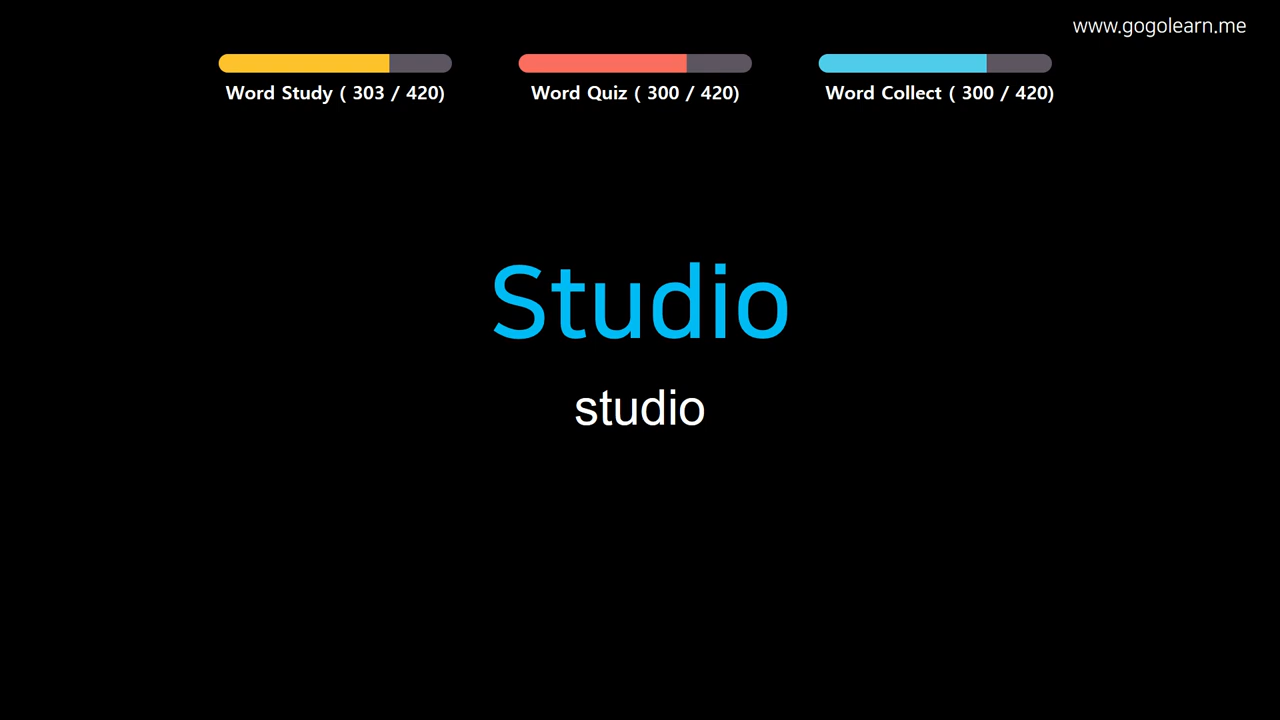 www.gogolearn.me
Word Study ( 303 / 420)
Word Quiz ( 300 / 420)
Word Collect ( 300 / 420)
Studio
studio